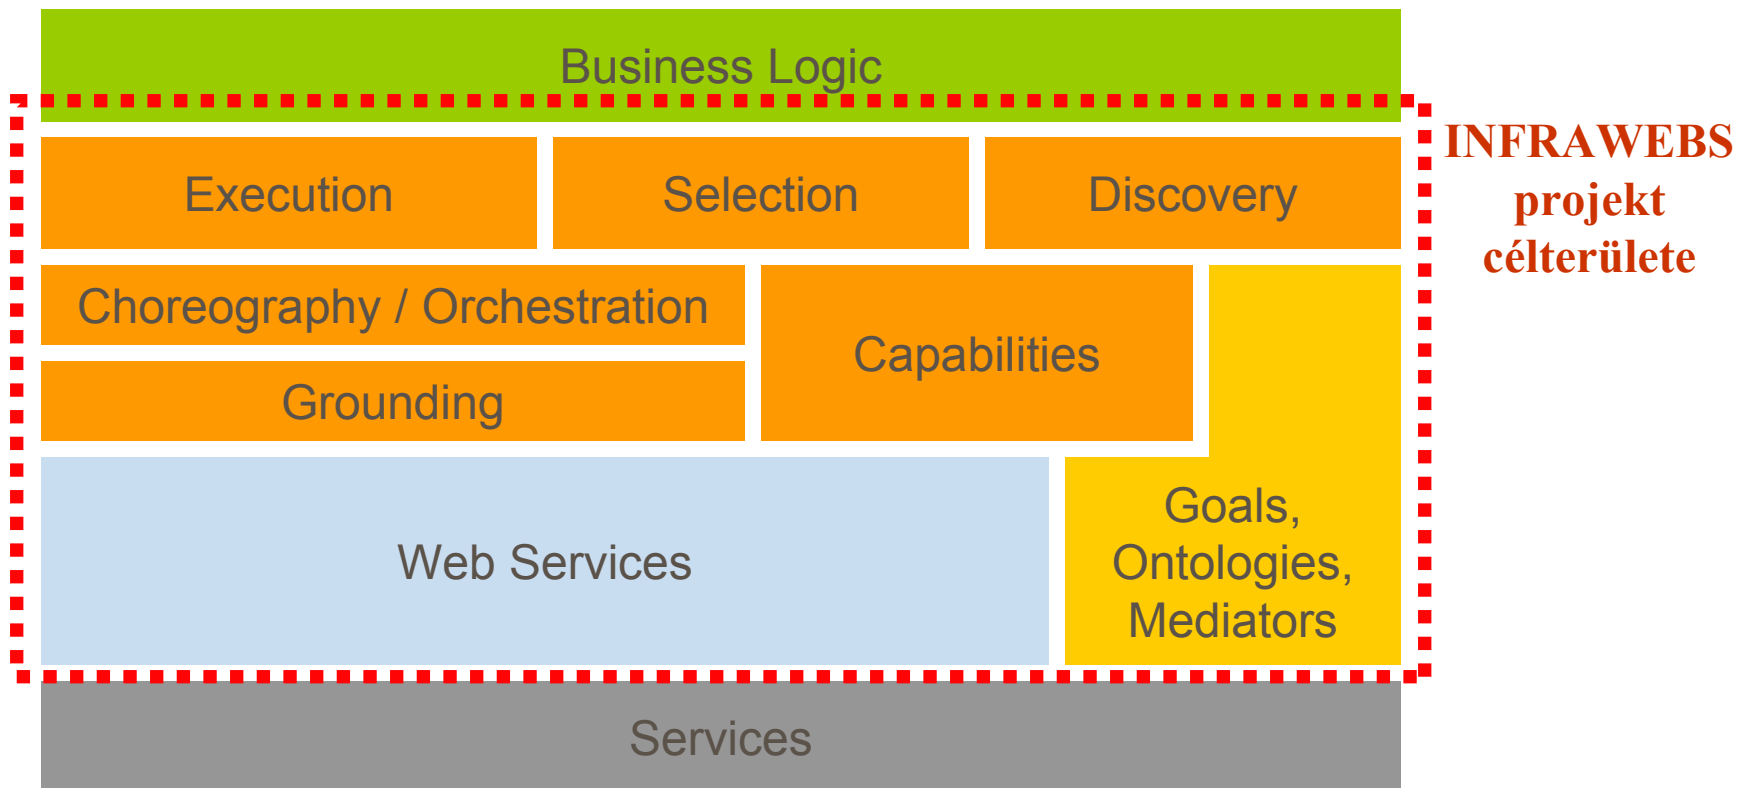 Business Logic
INFRAWEBS
projekt
célterülete
Execution
Selection
Discovery
Choreography / Orchestration
Capabilities
Grounding
Web Services
Goals,
Ontologies,
Mediators
Services